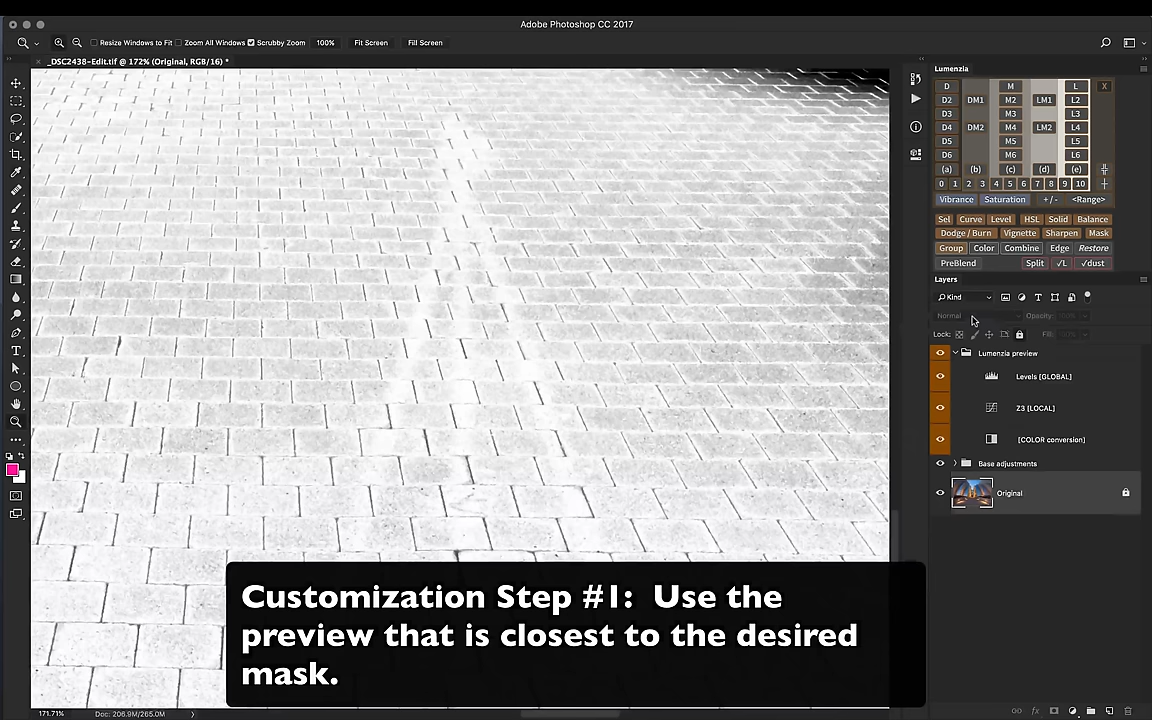 Adobe Photoshop CC 2017
Resize Windows to Fit Zoom All Windows Scrubby Zoom 100% Fit Screen Fill Screen
_DSC2438-Edit.tif @ 172% (Original, RGB/16) *
Lumenzia
D M L X
D2 DM1 M2 LM1 L2
D3 M3 L3
D4 DM2 M4 LM2 L4
D5 M5 L5
D6 M6 L6
(a) (b) (c) (d) (e)
0 1 2 3 4 5 6 7 8 9 10
Vibrance Saturation +/- <Range>
Sel Curve Level HSL Solid Balance
Dodge / Burn Vignette Sharpen Mask
Group Color Combine Edge Restore
PreBlend Split √L √dust
Layers
Kind
Normal Opacity: 100%
Lock: Fill: 100%
Lumenzia preview
Levels [GLOBAL]
Z3 [LOCAL]
[COLOR conversion]
Base adjustments
Original
Customization Step #1: Use the
preview that is closest to the desired
mask.
171.71% Doc: 206.9M/265.0M